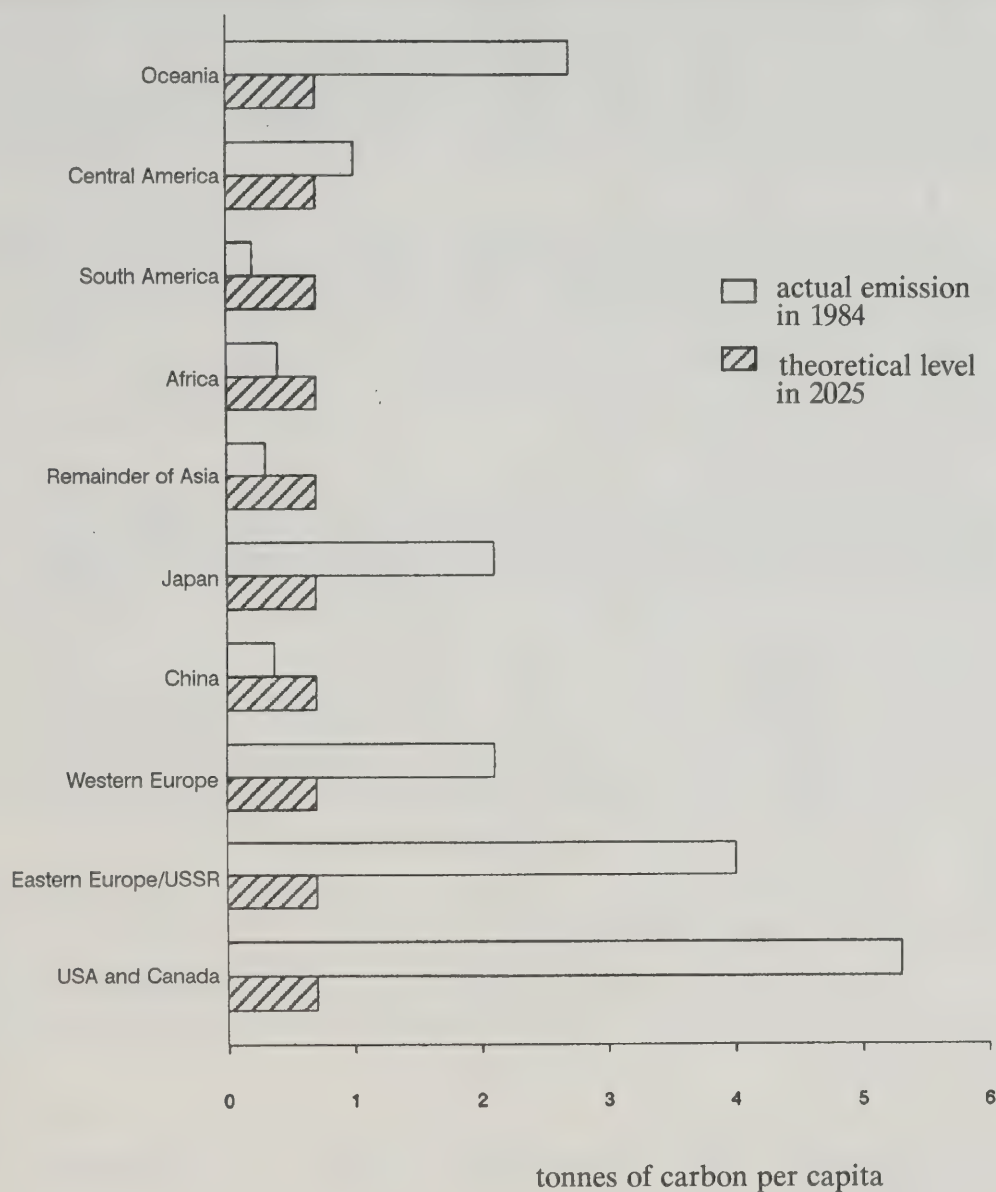 Oceania
Central America
South America
Africa
Remainder of Asia
Japan
China
Western Europe
Eastern Europe/USSR
USA and Canada
actual emission
in 1984
theoretical level
in 2025
0 1 2 3 4 5 6
tonnes of carbon per capita